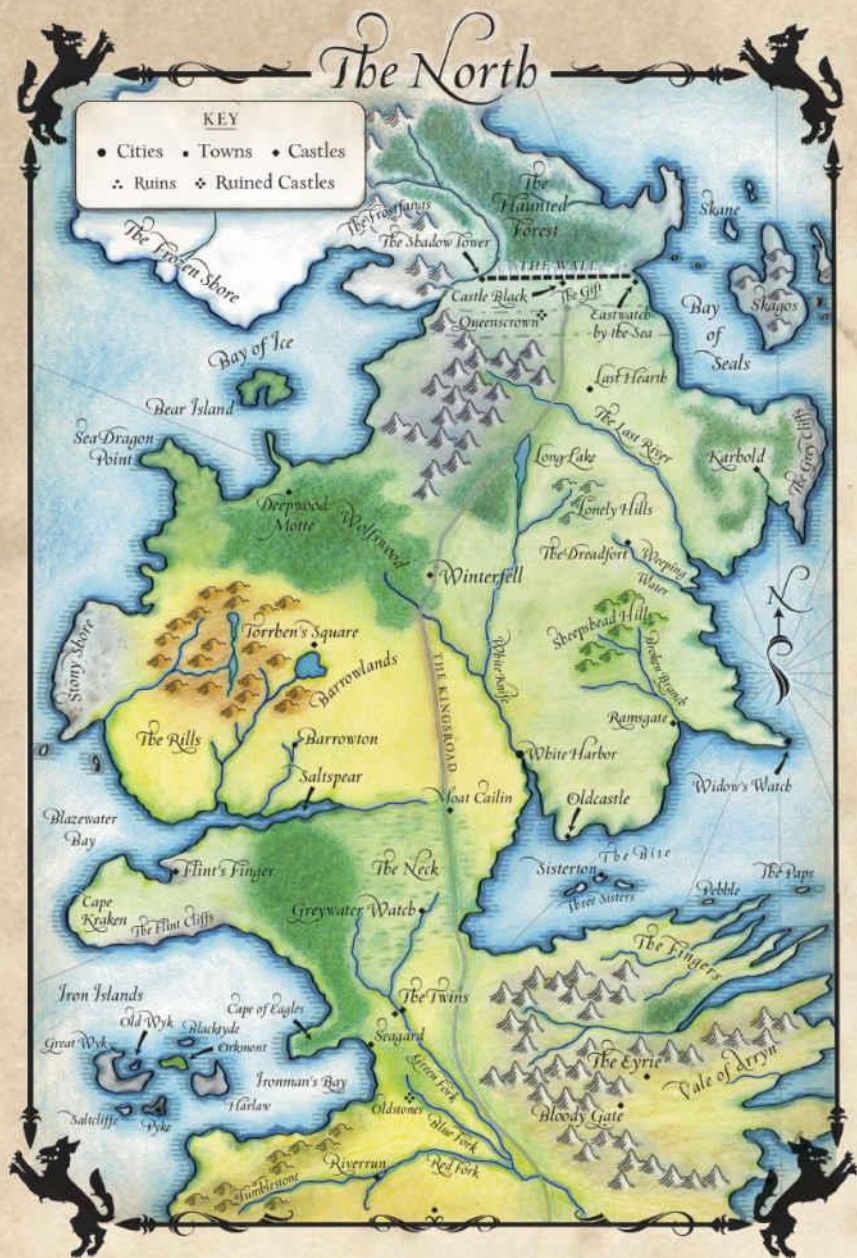 The North
KEY
Cities
Towns
Castles
Ruins
Ruined Castles
The Haunted Forest
The Frostfangs
The Shadow Tower
The Frozen Shore
THE WALL
Skane
Skagos
Castle Black
The Gift
Queenscrown
Eastwatch
by-the-Sea
Bay
of
Seals
Bay of Ice
Bear Island
Last Hearth
The Last River
Sea Dragon
Point
Karhold
The Grey Cliffs
Long Lake
Lonely Hills
Deepwood
Motte
Wolfswood
The Dreadfort
Weeping
Water
Winterfell
N
Stony Shore
Torrhen's Square
Sheepshead Hills
Broken Branch
Barrowlands
THE KINGSROAD
White Knife
Ramsgate
The Rills
Barrowton
White Harbor
Saltspear
Widow's Watch
Moat Cailin
Oldcastle
Blazewater
Bay
Flint's Finger
The Neck
Sisterton
The Bite
The Paps
Pebble
Three Sisters
Cape
Kraken
The Flint Cliffs
Greywater Watch
The Fingers
Iron Islands
The Twins
Cape of Eagles
Old Wyk
Blacktyde
Great Wyk
Orkmont
Seagard
Ironman's Bay
Harlaw
Saltcliffe
Pyke
Green Fork
The Eyrie
Vale of Arryn
Oldstones
Bloody Gate
Blue Fork
Riverrun
Red Fork
Tumblestone